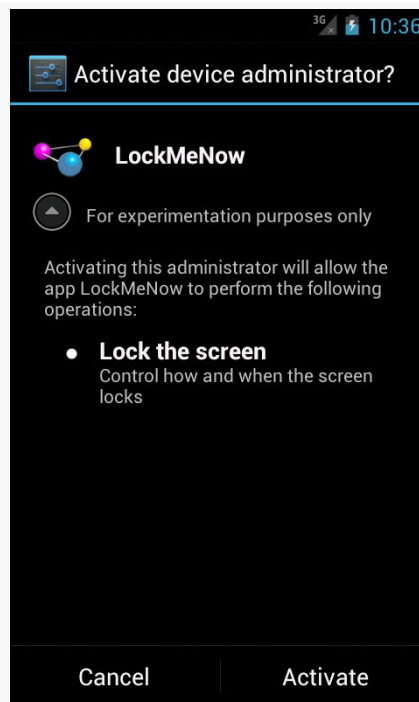 3G 10:36
Activate device administrator?
LockMeNow
For experimentation purposes only
Activating this administrator will allow the
app LockMeNow to perform the following
operations:
Lock the screen
Control how and when the screen
locks
Cancel Activate